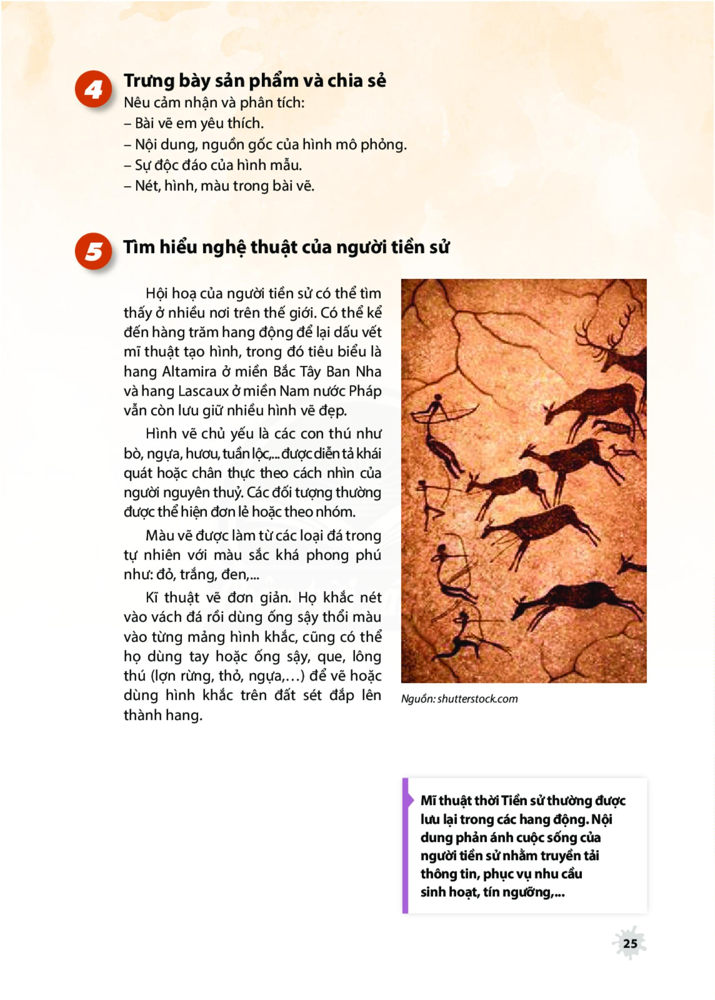 4
Trưng bày sản phẩm và chia sẻ
Nêu cảm nhận và phân tích:
– Bài vẽ em yêu thích.
– Nội dung, nguồn gốc của hình mô phỏng.
– Sự độc đáo của hình mẫu.
– Nét, hình, màu trong bài vẽ.
5
Tìm hiểu nghệ thuật của người tiền sử
Hội hoạ của người tiền sử có thể tìm
thấy ở nhiều nơi trên thế giới. Có thể kể
đến hàng trăm hang động để lại dấu vết
mĩ thuật tạo hình, trong đó tiêu biểu là
hang Altamira ở miền Bắc Tây Ban Nha
và hang Lascaux ở miền Nam nước Pháp
vẫn còn lưu giữ nhiều hình vẽ đẹp.
Hình vẽ chủ yếu là các con thú như
bò, ngựa, hươu, tuần lộc,... được diễn tả khái
quát hoặc chân thực theo cách nhìn của
người nguyên thuỷ. Các đối tượng thường
được thể hiện đơn lẻ hoặc theo nhóm.
Màu vẽ được làm từ các loại đá trong
tự nhiên với màu sắc khá phong phú
như: đỏ, trắng, đen,...
Kĩ thuật vẽ đơn giản. Họ khắc nét
vào vách đá rồi dùng ống sậy thổi màu
vào từng mảng hình khắc, cũng có thể
họ dùng tay hoặc ống sậy, que, lông
thú (lợn rừng, thỏ, ngựa,...) để vẽ hoặc
dùng hình khắc trên đất sét đắp lên
thành hang.
Nguồn: shutterstock.com
Mĩ thuật thời Tiền sử thường được
lưu lại trong các hang động. Nội
dung phản ánh cuộc sống của
người tiền sử nhằm truyền tải
thông tin, phục vụ nhu cầu
sinh hoạt, tín ngưỡng,...
25